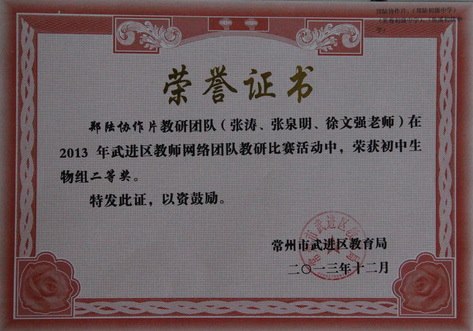 荣誉证书
郑陆协作片教研团队（张涛、张泉明、徐文强老师）在
2013 年武进区教师网络团队教研比赛活动中，荣获初中生
物组二等奖。
特发此证，以资鼓励。
常州市武进区教育局
二〇一三年十二月